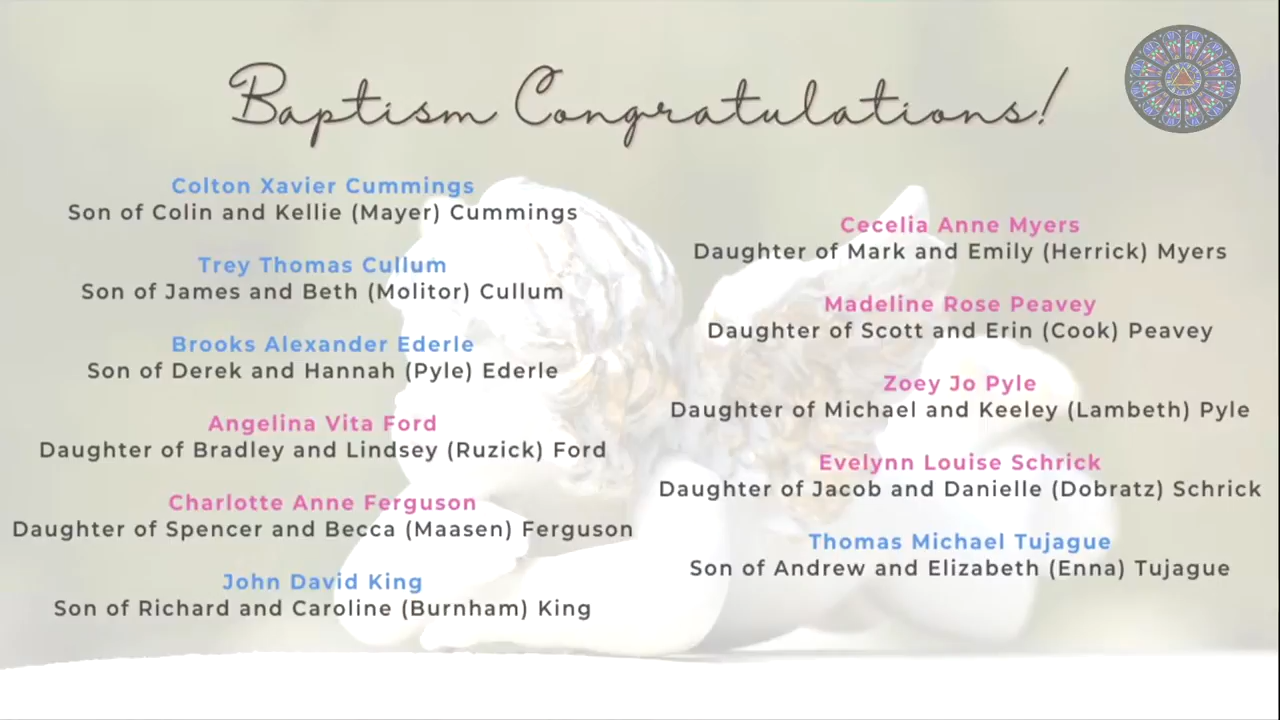 Baptism Congratulations!
Colton Xavier Cummings
Son of Colin and Kellie (Mayer) Cummings
Trey Thomas Cullum
Son of James and Beth (Molitor) Cullum
Brooks Alexander Ederle
Son of Derek and Hannah (Pyle) Ederle
Angelina Vita Ford
Daughter of Bradley and Lindsey (Ruzick) Ford
Charlotte Anne Ferguson
Daughter of Spencer and Becca (Maasen) Ferguson
John David King
Son of Richard and Caroline (Burnham) King
Cecelia Anne Myers
Daughter of Mark and Emily (Herrick) Myers
Madeline Rose Peavey
Daughter of Scott and Erin (Cook) Peavey
Zoey Jo Pyle
Daughter of Michael and Keeley (Lambeth) Pyle
Evelynn Louise Schrick
Daughter of Jacob and Danielle (Dobratz) Schrick
Thomas Michael Tujague
Son of Andrew and Elizabeth (Enna) Tujague